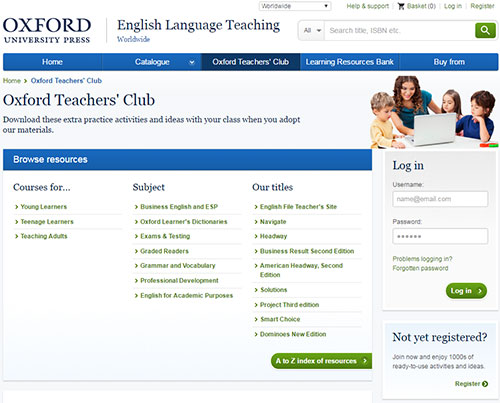 Worldwide
Help & support
Basket (0)
Log in
Register
OXFORD
UNIVERSITY PRESS
English Language Teaching
Worldwide
All
Search title, ISBN etc.
Home
Catalogue
Oxford Teachers' Club
Learning Resources Bank
Buy from
Home > Oxford Teachers' Club
Oxford Teachers' Club
Download these extra practice activities and ideas with your class when you adopt
our materials.
Browse resources
Courses for...
Young Learners
Teenage Learners
Teaching Adults
Subject
Business English and ESP
Oxford Learner's Dictionaries
Exams & Testing
Graded Readers
Grammar and Vocabulary
Professional Development
English for Academic Purposes
Our titles
English File Teacher's Site
Navigate
Headway
Business Result Second Edition
American Headway, Second
Edition
Solutions
Project Third edition
Smart Choice
Dominoes New Edition
A to Z index of resources
Log in
Username:
name@email.com
Password:
Problems logging in?
Forgotten password
Log in
Not yet registered?
Join now and enjoy 1000s of
ready-to-use activities and ideas.
Register